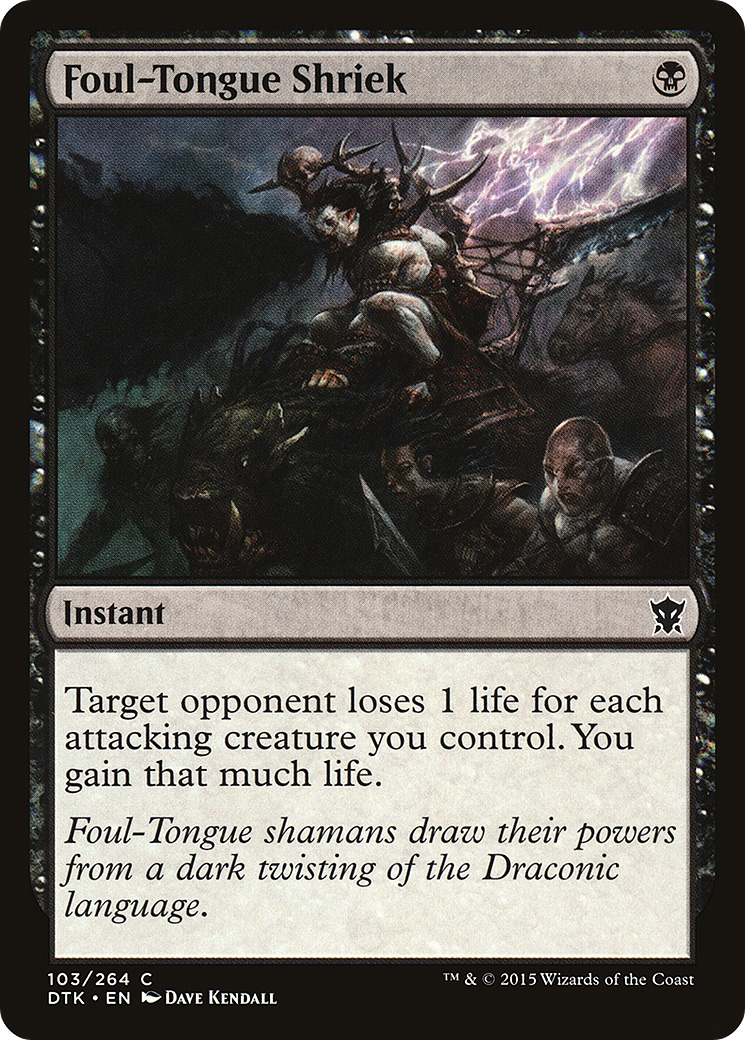 Foul-Tongue Shriek
Instant
Target opponent loses 1 life for each
attacking creature you control. You
gain that much life.
Foul-Tongue shamans draw their powers
from a dark twisting of the Draconic
language.
103/264 C
™ & © 2015 Wizards of the Coast
DTK • EN Dave Kendall